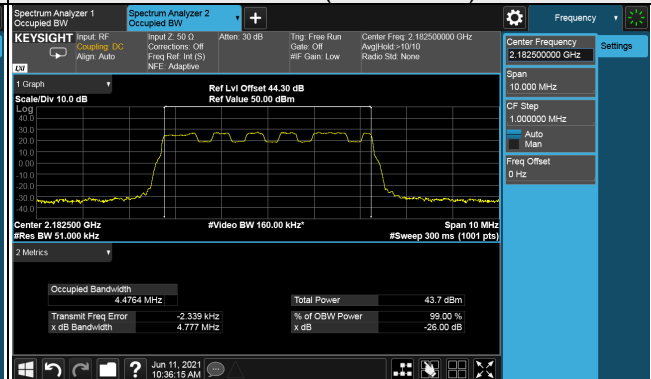 Spectrum Analyzer 1
Occupied BW
Spectrum Analyzer 2
Occupied BW
+
Frequency
KEYSIGHT
Input: RF
Coupling: DC
Align: Auto
Input Z: 50 Ω
Corrections: Off
Freq Ref: Int (S)
NFE: Adaptive
Atten: 30 dB
Trig: Free Run
Gate: Off
#IF Gain: Low
Center Freq: 2.182500000 GHz
Avg|Hold:>10/10
Radio Std: None
LXI
Center Frequency
2.182500000 GHz
Settings
Span
10.000 MHz
CF Step
1.000000 MHz
Auto
Man
Freq Offset
0 Hz
1 Graph
Scale/Div 10.0 dB
Ref Lvl Offset 44.30 dB
Ref Value 50.00 dBm
Log
40.0
30.0
20.0
10.0
0.00
-10.0
-20.0
-30.0
-40.0
Center 2.182500 GHz
#Res BW 51.000 kHz
#Video BW 160.00 kHz*
Span 10 MHz
#Sweep 300 ms (1001 pts)
2 Metrics
Occupied Bandwidth
4.4764 MHz
Total Power 43.7 dBm
Transmit Freq Error -2.339 kHz
% of OBW Power 99.00 %
x dB Bandwidth 4.777 MHz
x dB -26.00 dB
?
Jun 11, 2021
10:36:15 AM